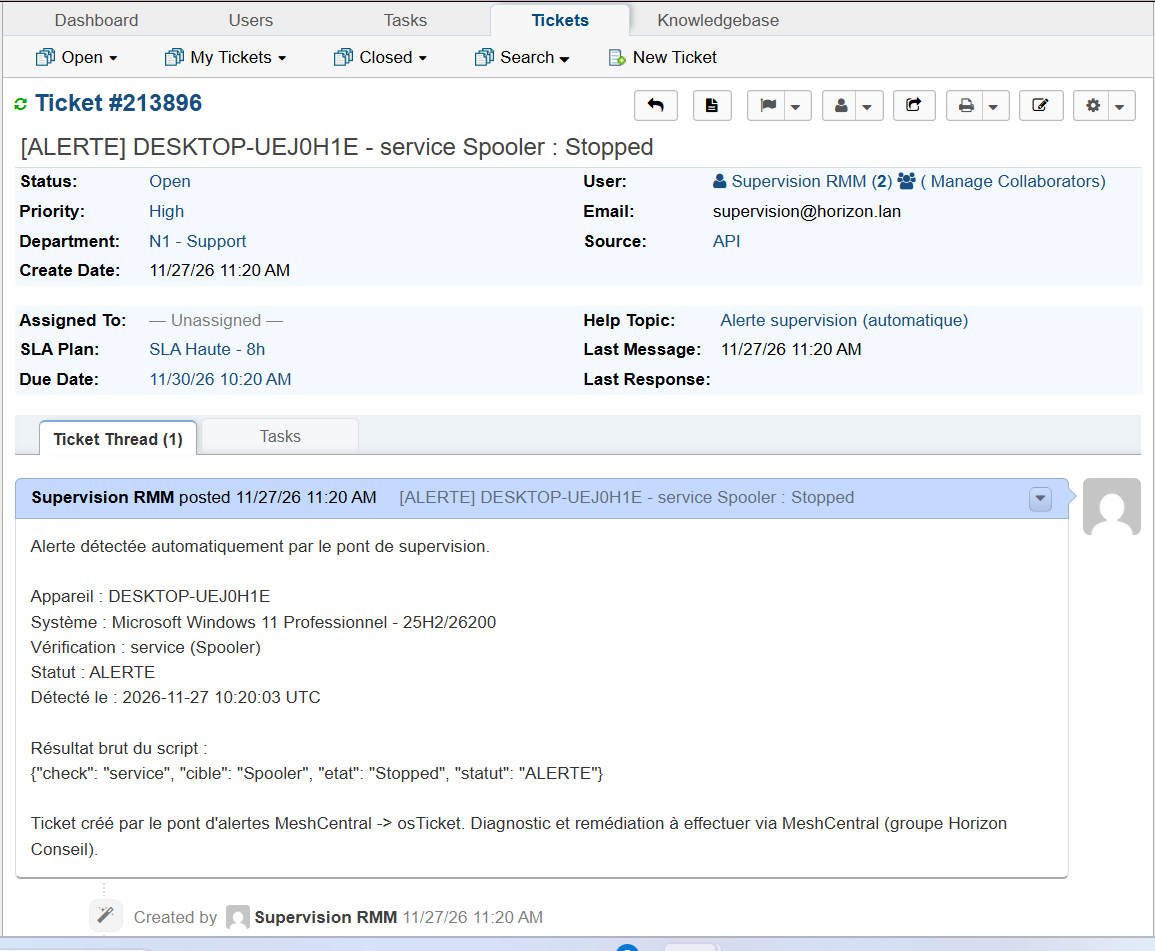 Dashboard Users Tasks Tickets Knowledgebase
Open My Tickets Closed Search New Ticket
Ticket #213896
[ALERTE] DESKTOP-UEJ0H1E - service Spooler : Stopped
Status: Open User: Supervision RMM (2) ( Manage Collaborators)
Priority: High Email: supervision@horizon.lan
Department: N1 - Support Source: API
Create Date: 11/27/26 11:20 AM
Assigned To: — Unassigned — Help Topic: Alerte supervision (automatique)
SLA Plan: SLA Haute - 8h Last Message: 11/27/26 11:20 AM
Due Date: 11/30/26 10:20 AM Last Response:
Ticket Thread (1) Tasks
Supervision RMM posted 11/27/26 11:20 AM [ALERTE] DESKTOP-UEJ0H1E - service Spooler : Stopped
Alerte détectée automatiquement par le pont de supervision.
Appareil : DESKTOP-UEJ0H1E
Système : Microsoft Windows 11 Professionnel - 25H2/26200
Vérification : service (Spooler)
Statut : ALERTE
Détecté le : 2026-11-27 10:20:03 UTC
Résultat brut du script :
{"check": "service", "cible": "Spooler", "etat": "Stopped", "statut": "ALERTE"}
Ticket créé par le pont d'alertes MeshCentral -> osTicket. Diagnostic et remédiation à effectuer via MeshCentral (groupe Horizon
Conseil).
Created by Supervision RMM 11/27/26 11:20 AM